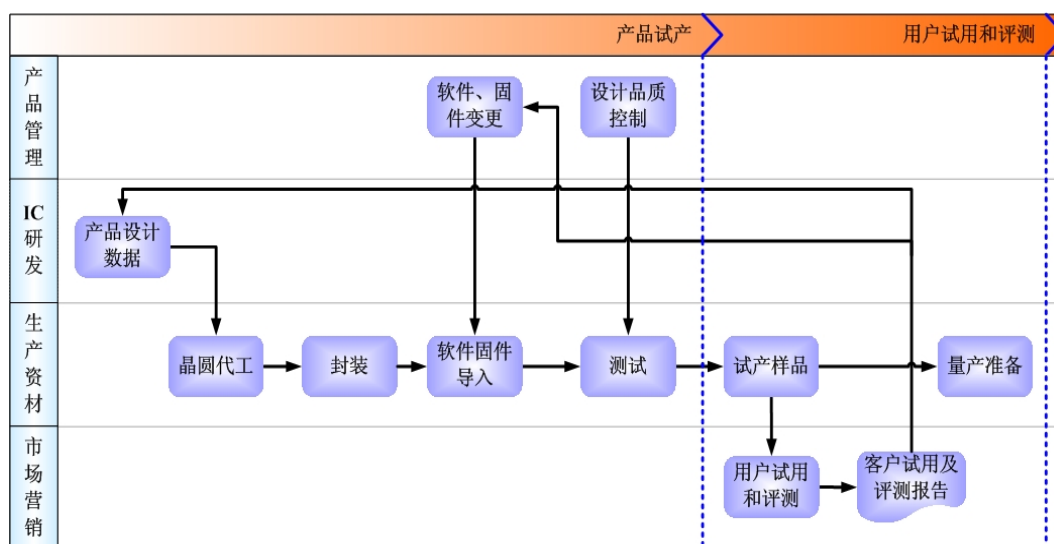 产品试产
用户试用和评测
产
品
管
理
软件、固
件变更
设计品质
控制
IC
研
发
产品设计
数据
生
产
资
材
晶圆代工
封装
软件固件
导入
测试
试产样品
量产准备
市
场
营
销
用户试用
和评测
客户试用及
评测报告